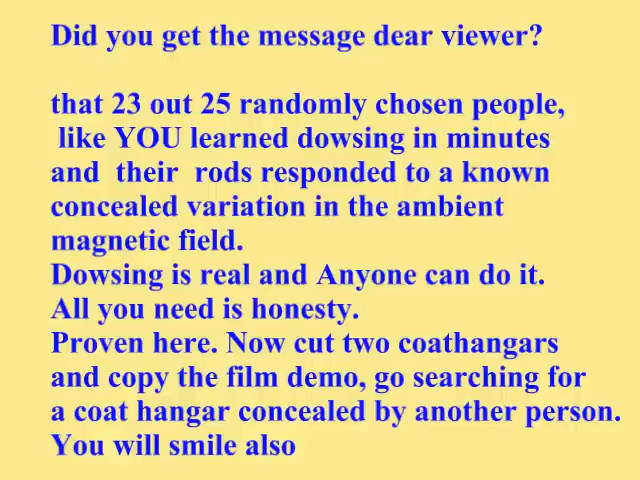 Did you get the message dear viewer?
that 23 out 25 randomly chosen people,
like YOU learned dowsing in minutes
and their rods responded to a known
concealed variation in the ambient
magnetic field.
Dowsing is real and Anyone can do it.
All you need is honesty.
Proven here. Now cut two coathangars
and copy the film demo, go searching for
a coat hangar concealed by another person.
You will smile also